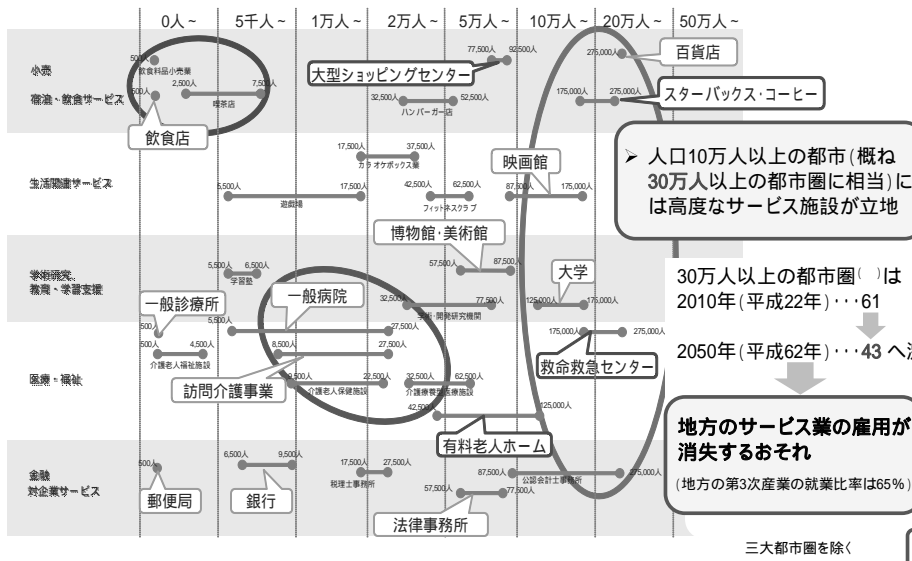 0人～ 5千人～ 1万人～ 2万人～ 5万人～ 10万人～ 20万人～ 50万人～
小売
宿泊・飲食サービス
500人
飲食料品小売業
500人
飲食店
2,500人 7,500人
喫茶店
77,500人 92,500人
大型ショッピングセンター
32,500人 52,500人
ハンバーガー店
275,000人
百貨店
175,000人 275,000人
スターバックス・コーヒー
生活関連サービス
17,500人 37,500人
カラオケボックス業
5,500人 17,500人
遊戯場
42,500人 62,500人
フィットネスクラブ
映画館
87,500人 175,000人
➢ 人口10万人以上の都市(概ね
30万人以上の都市圏に相当)に
は高度なサービス施設が立地
学術研究
教育・学習支援
5,500人 6,500人
学習塾
博物館・美術館
57,500人 87,500人
32,500人 77,500人
学術・開発研究機関
大学
125,000人 175,000人
30万人以上の都市圏( )は
2010年(平成22年)･･･61
2050年(平成62年)･･･43 へ
医療・福祉
一般診療所
500人
一般病院
5,500人 27,500人
500人 4,500人
介護老人福祉施設
8,500人 27,500人
訪問介護事業
9,500人 22,500人
介護老人保健施設
32,500人 62,500人
介護療養型医療施設
42,500人 125,000人
有料老人ホーム
175,000人 275,000人
救命救急センター
地方のサービス業の雇用が
消失するおそれ
(地方の第3次産業の就業比率は65%)
金融
対企業サービス
500人
郵便局
6,500人 9,500人
銀行
17,500人 27,500人
税理士事務所
57,500人 77,500人
法律事務所
87,500人 275,000人
公認会計士事務所
三大都市圏を除く